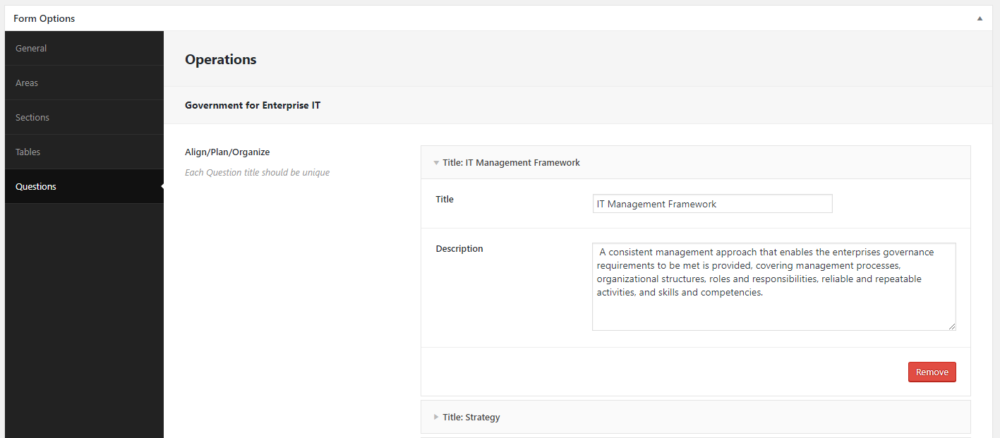 Form Options
General
Areas
Sections
Tables
Questions
Operations
Government for Enterprise IT
Align/Plan/Organize
Each Question title should be unique
Title: IT Management Framework
Title
IT Management Framework
Description
A consistent management approach that enables the enterprises governance
requirements to be met is provided, covering management processes,
organizational structures, roles and responsibilities, reliable and repeatable
activities, and skills and competencies.
Remove
Title: Strategy